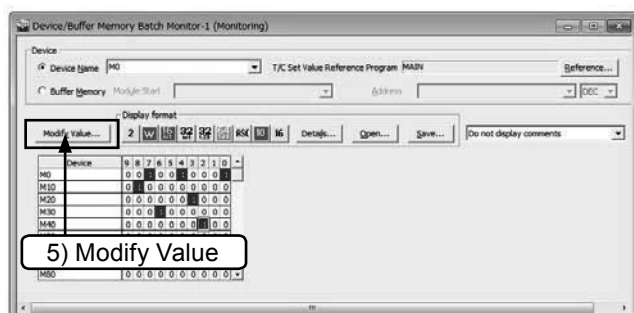 Device/Buffer Memory Batch Monitor-1 (Monitoring)
Device
Device Name M0 T/C Set Value Reference Program MAIN Reference...
Buffer Memory Module Start Address DEC
Display format
Modify Value... 2 W 32 32 ASC 10 16 Details... Open... Save... Do not display comments
Device 9 8 7 6 5 4 3 2 1 0
M0 0 0 1 0 0 1 0 0 0 1
M10 0 1 0 0 0 0 0 0 0 0
M20 0 0 0 0 0 0 1 0 0 0
M30 0 0 0 1 0 0 0 0 0 0
M40 0 0 0 0 0 0 0 1 0 0
5) Modify Value
M80 0 0 0 0 0 0 0 0 0 0